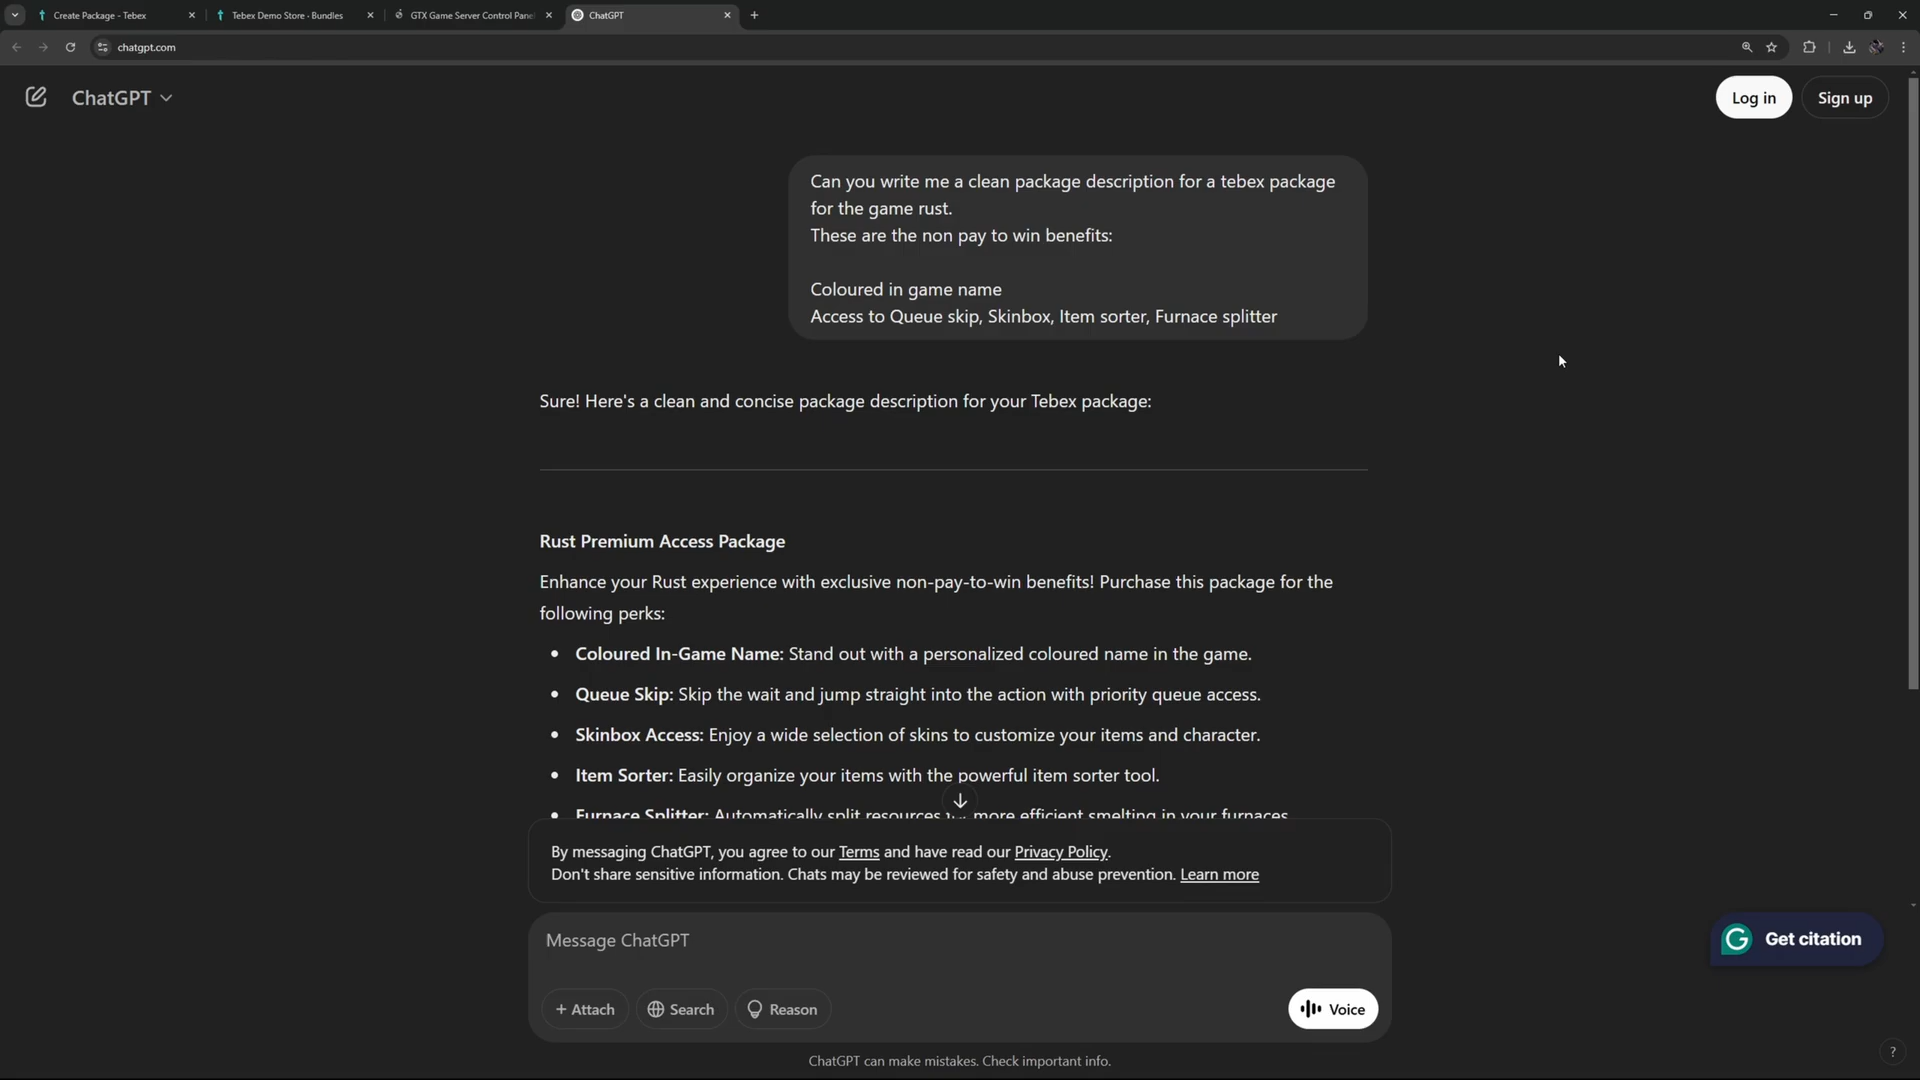 Create Package - Tebex
Tebex Demo Store - Bundles
GTX Game Server Control Pane
ChatGPT
chatgpt.com
ChatGPT
Log in
Sign up
Can you write me a clean package description for a tebex package
for the game rust.
These are the non pay to win benefits:
Coloured in game name
Access to Queue skip, Skinbox, Item sorter, Furnace splitter
Sure! Here's a clean and concise package description for your Tebex package:
Rust Premium Access Package
Enhance your Rust experience with exclusive non-pay-to-win benefits! Purchase this package for the
following perks:
Coloured In-Game Name: Stand out with a personalized coloured name in the game.
Queue Skip: Skip the wait and jump straight into the action with priority queue access.
Skinbox Access: Enjoy a wide selection of skins to customize your items and character.
Item Sorter: Easily organize your items with the powerful item sorter tool.
Furnace Splitter: Automatically split resources more efficient smelting in your furnaces
By messaging ChatGPT, you agree to our Terms and have read our Privacy Policy.
Don't share sensitive information. Chats may be reviewed for safety and abuse prevention. Learn more
Message ChatGPT
+ Attach
Search
Reason
Voice
Get citation
ChatGPT can make mistakes. Check important info.
?